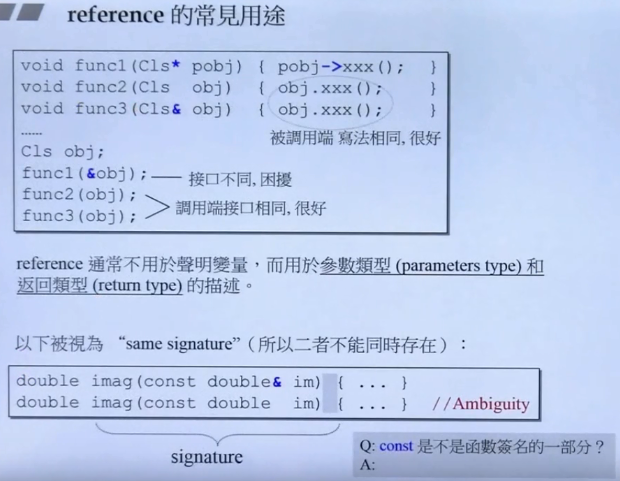 reference 的常見用途
void func1(Cls* pobj) { pobj->xxx(); }
void func2(Cls obj) { obj.xxx(); }
void func3(Cls& obj) { obj.xxx(); }
被調用端 寫法相同, 很好
......
Cls obj;
func1(&obj); 接口不同, 困擾
func2(obj);
調用端接口相同, 很好
func3(obj);
reference 通常不用於聲明變量，而用於參數類型 (parameters type) 和
返回類型 (return type) 的描述。
以下被視為 “same signature”（所以二者不能同時存在）：
double imag(const double& im) { ... }
double imag(const double im) { ... } //Ambiguity
signature
Q: const 是不是函數簽名的一部分？
A: